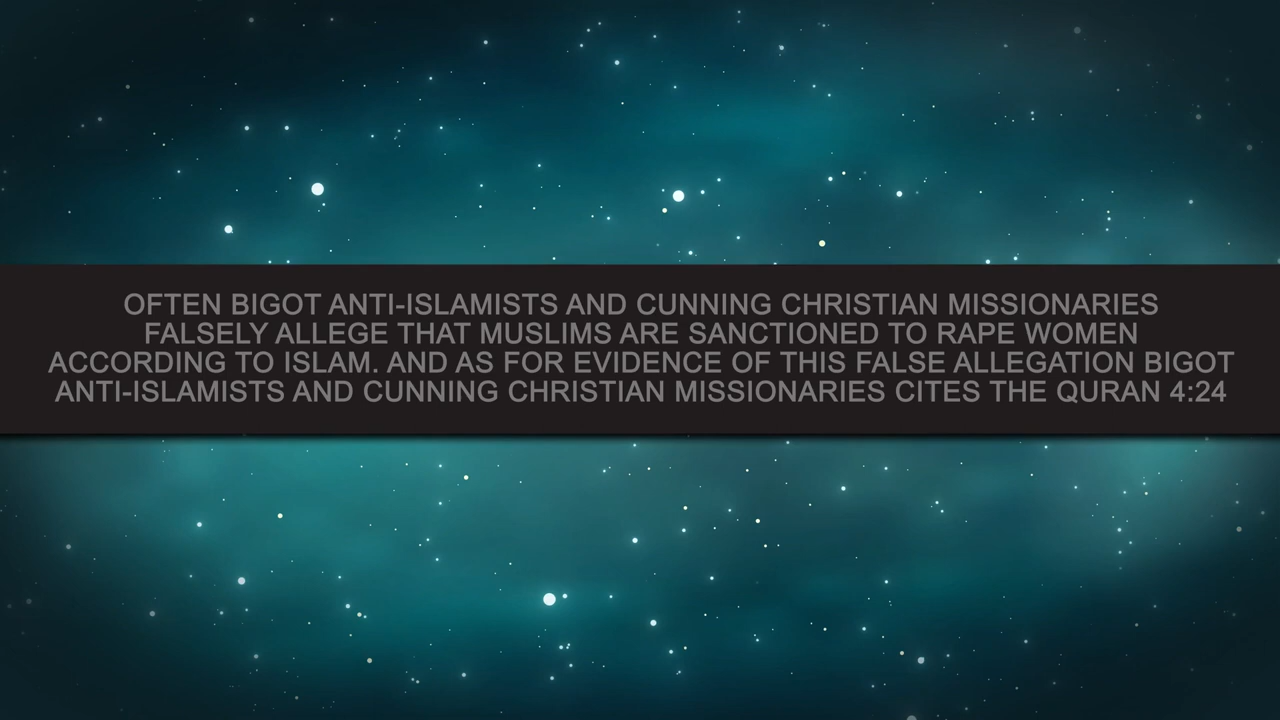 OFTEN BIGOT ANTI-ISLAMISTS AND CUNNING CHRISTIAN MISSIONARIES
FALSELY ALLEGE THAT MUSLIMS ARE SANCTIONED TO RAPE WOMEN
ACCORDING TO ISLAM. AND AS FOR EVIDENCE OF THIS FALSE ALLEGATION BIGOT
ANTI-ISLAMISTS AND CUNNING CHRISTIAN MISSIONARIES CITES THE QURAN 4:24